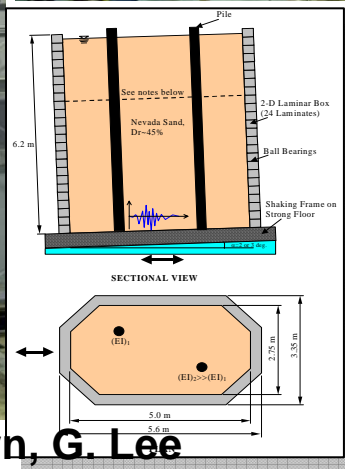 Pile
See notes below
Nevada Sand,
Dr~45%
2-D Laminar Box
(24 Laminates)
6.2 m
Ball Bearings
Shaking Frame on
Strong Floor
SECTIONAL VIEW
(EI)₁
(EI)₂>>(EI)₁
2.75 m
3.35 m
5.0 m
5.6 m
n, G. Lee